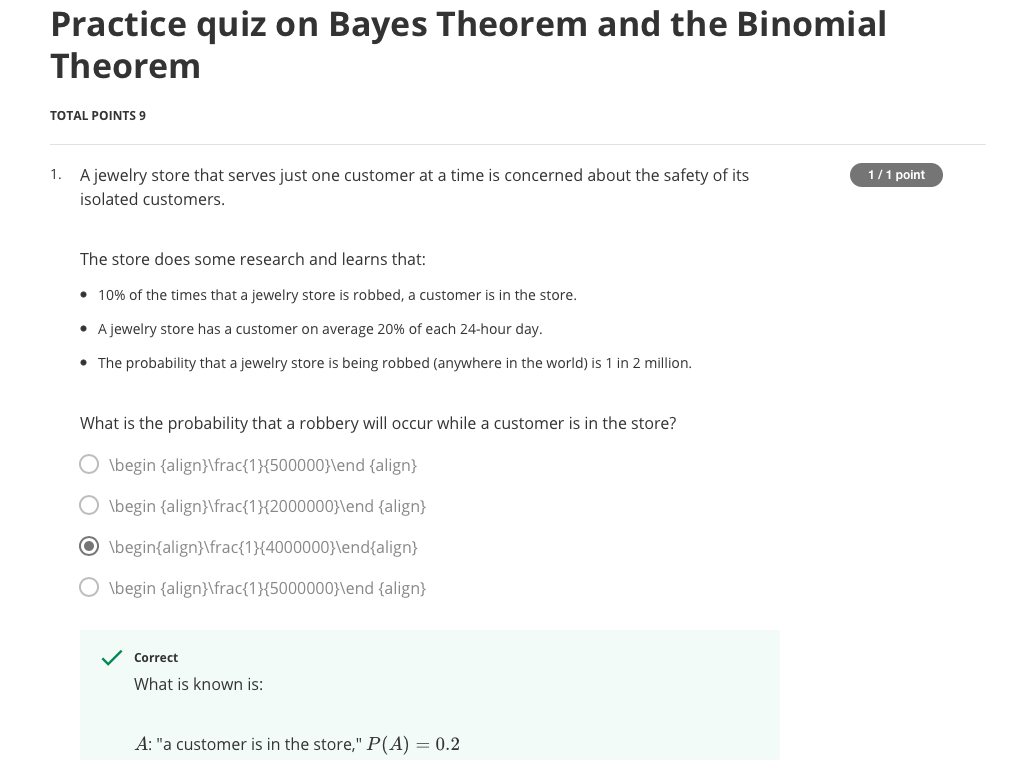 Practice quiz on Bayes Theorem and the Binomial
Theorem
TOTAL POINTS 9
1. A jewelry store that serves just one customer at a time is concerned about the safety of its
isolated customers.
1 / 1 point
The store does some research and learns that:
• 10% of the times that a jewelry store is robbed, a customer is in the store.
• A jewelry store has a customer on average 20% of each 24-hour day.
• The probability that a jewelry store is being robbed (anywhere in the world) is 1 in 2 million.
What is the probability that a robbery will occur while a customer is in the store?
\begin {align}\frac{1}{500000}\end {align}
\begin {align}\frac{1}{2000000}\end {align}
\begin{align}\frac{1}{4000000}\end{align}
\begin {align}\frac{1}{5000000}\end {align}
Correct
What is known is:
A: "a customer is in the store," P(A) = 0.2